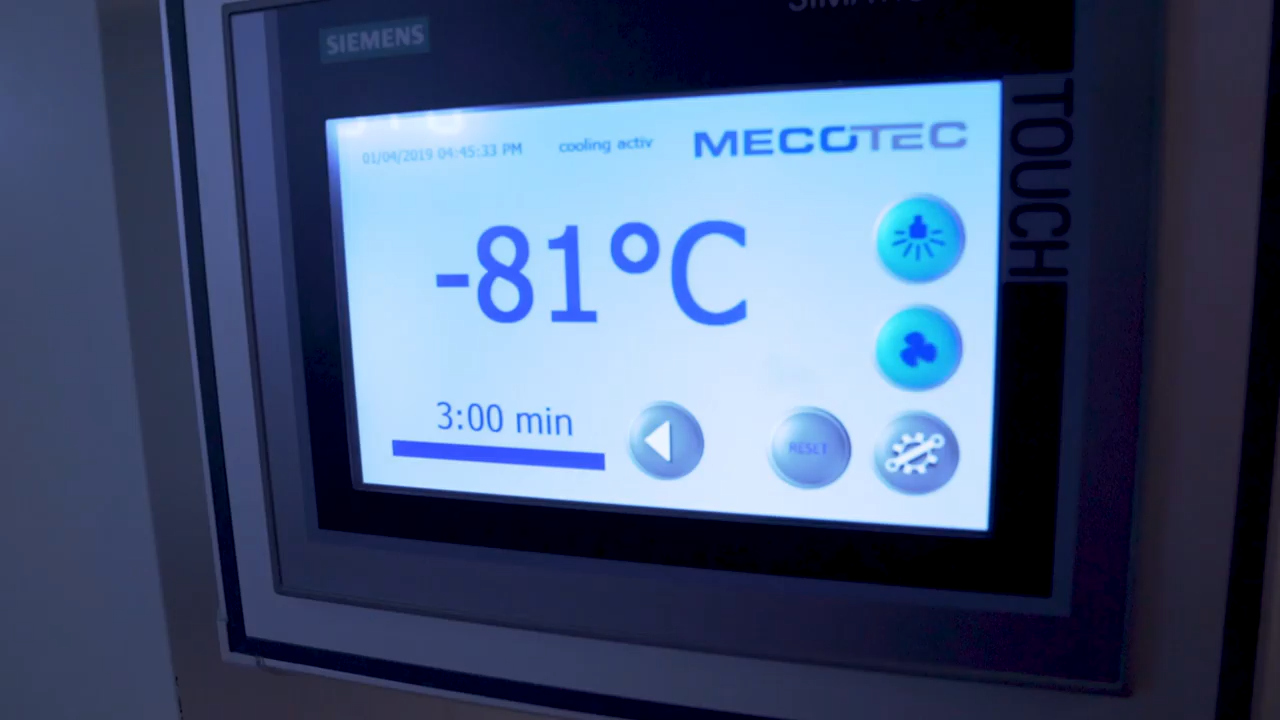 SIEMENS
TOUCH
01/04/2019 04:45:33 PM
cooling activ
MECOTEC
-81°C
3:00 min
RESET